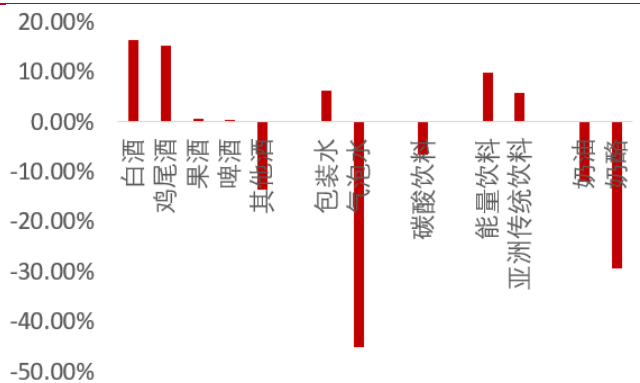 20.00%
10.00%
0.00%
-10.00%
-20.00%
-30.00%
-40.00%
-50.00%
白酒
鸡尾酒
果酒
啤酒
其他酒
包装水
气泡水
碳酸饮料
能量饮料
亚洲传统饮料
奶油
奶酪